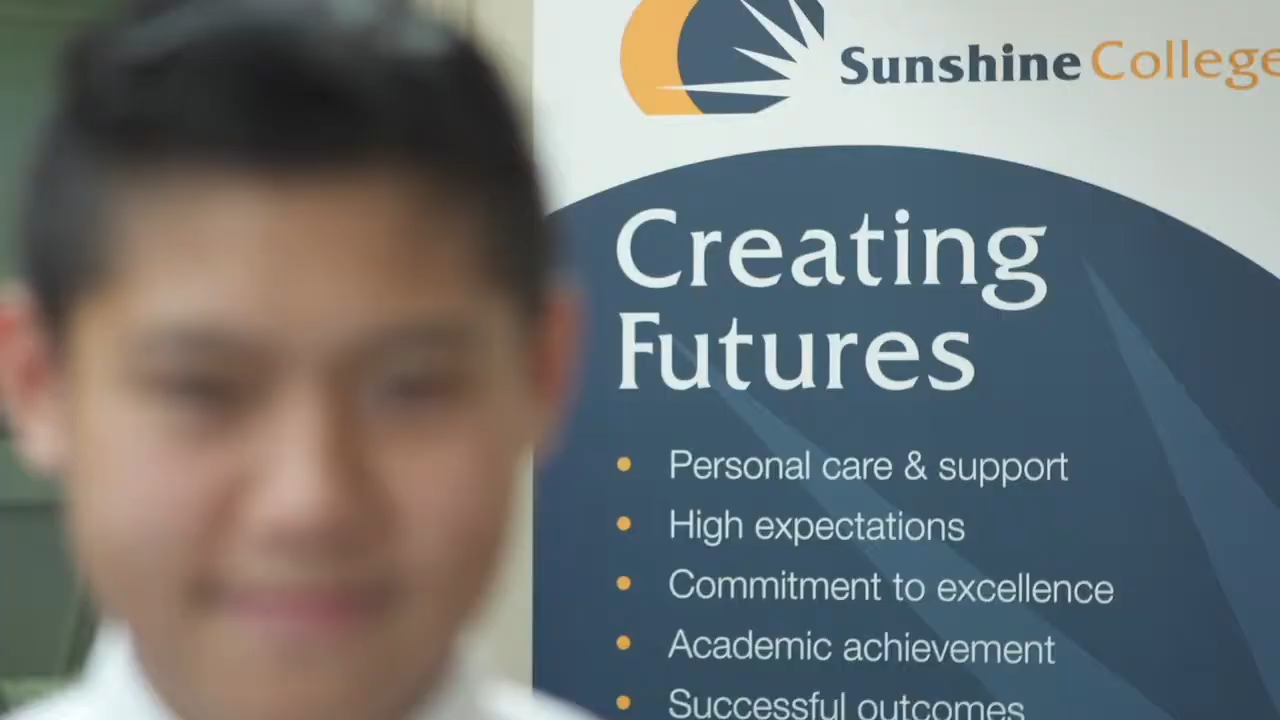 Sunshine College
Creating
Futures
• Personal care & support
• High expectations
• Commitment to excellence
• Academic achievement
• Successful outcomes